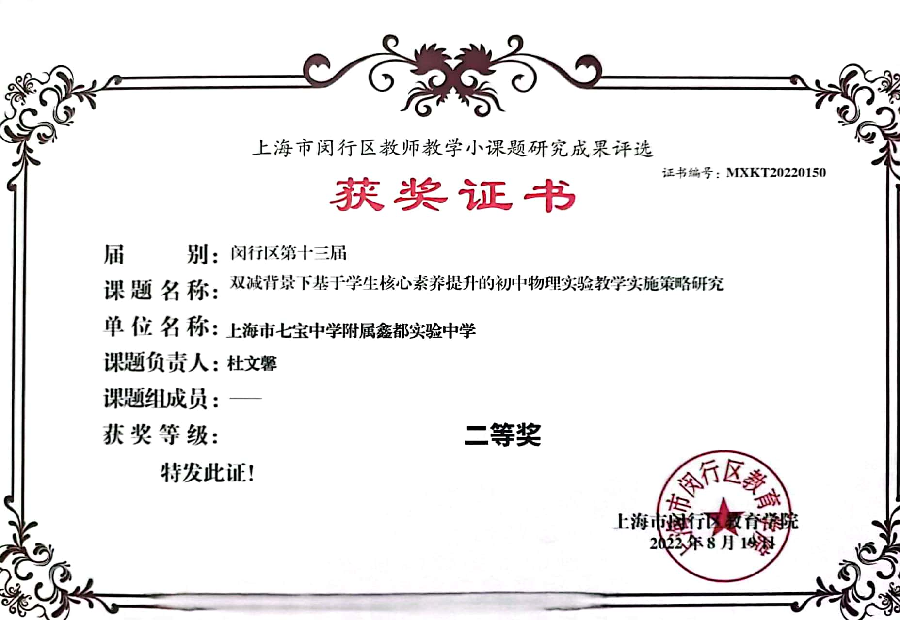 上海市闵行区教师教学小课题研究成果评选
证书编号：MXKT20220150
获奖证书
届 别：闵行区第十三届
课题名称：双减背景下基于学生核心素养提升的初中物理实验教学实施策略研究
单位名称：上海市七宝中学附属鑫都实验中学
课题负责人：杜文馨
课题组成员：——
获奖等级：二等奖
特发此证！
上海市闵行区教育学院
上海市闵行区教育学院
2022年8月19日